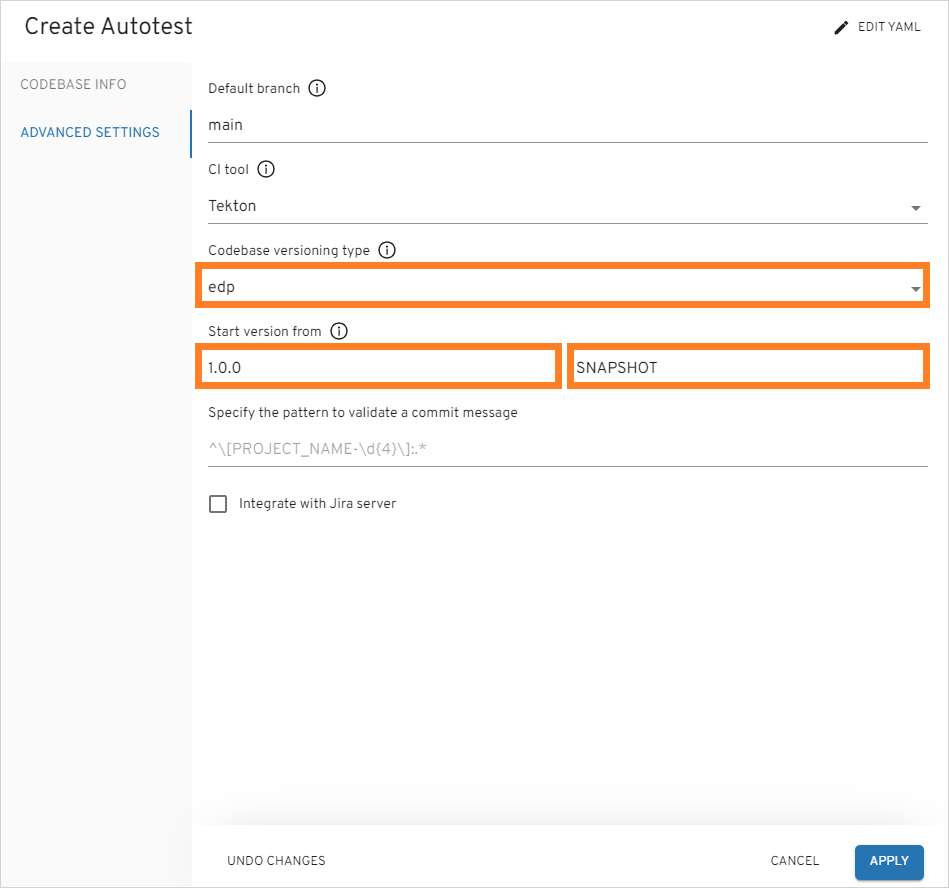 Create Autotest
EDIT YAML
CODEBASE INFO
ADVANCED SETTINGS
Default branch
main
CI tool
Tekton
Codebase versioning type
edp
Start version from
1.0.0
SNAPSHOT
Specify the pattern to validate a commit message
^\[PROJECT_NAME-\d{4}\]:.*
Integrate with Jira server
UNDO CHANGES
CANCEL
APPLY